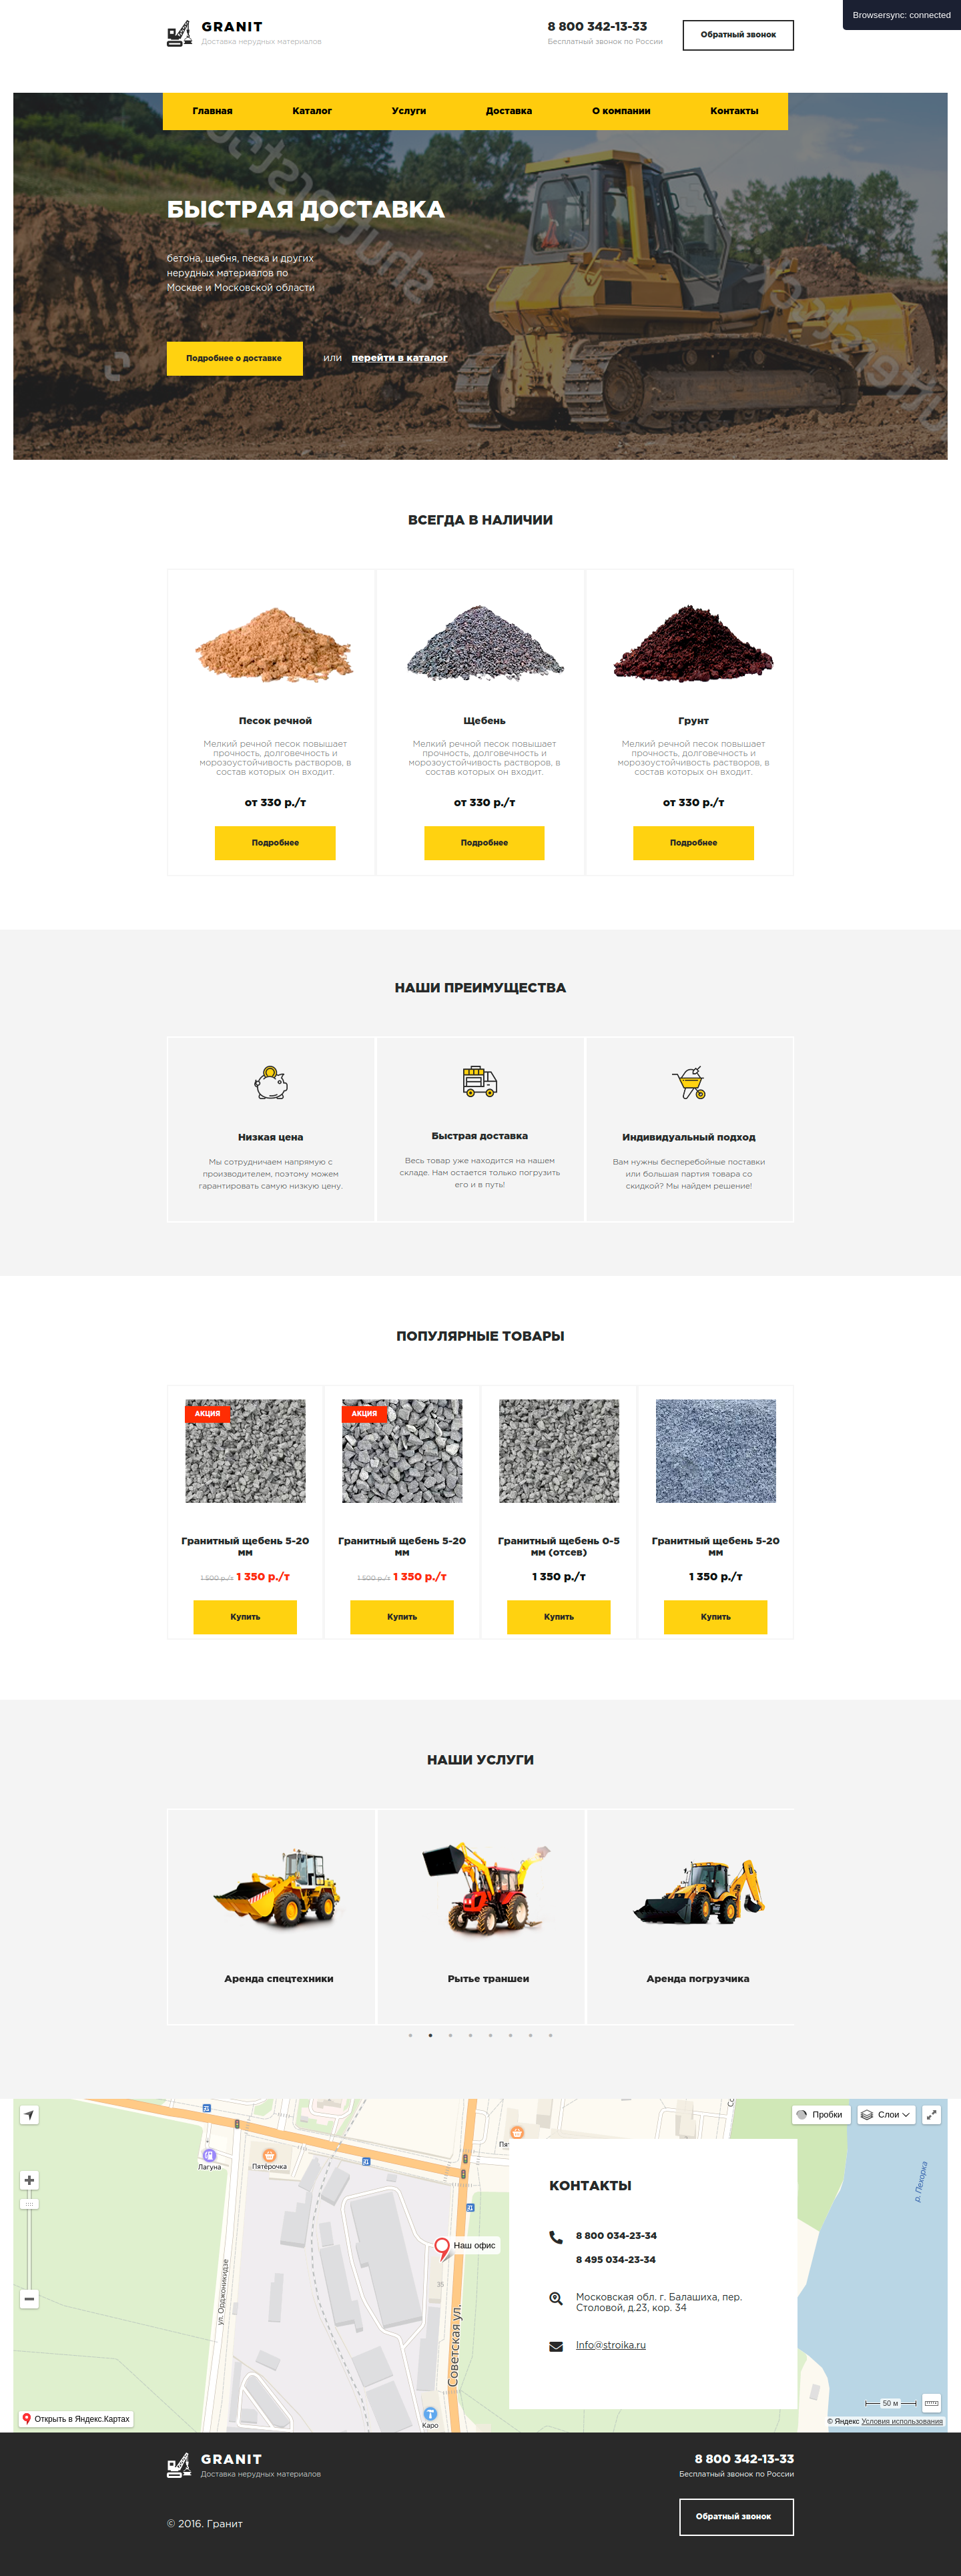 Browsersync: connected
GRANIT
Доставка нерудных материалов
8 800 342-13-33
Бесплатный звонок по России
Обратный звонок
Главная Каталог Услуги Доставка О компании Контакты
БЫСТРАЯ ДОСТАВКА
бетона, щебня, песка и других
нерудных материалов по
Москве и Московской области
Подробнее о доставке или перейти в каталог
ВСЕГДА В НАЛИЧИИ
Песок речной
Мелкий речной песок повышает
прочность, долговечность и
морозоустойчивость растворов, в
состав которых он входит.
от 330 р./т
Подробнее
Щебень
Мелкий речной песок повышает
прочность, долговечность и
морозоустойчивость растворов, в
состав которых он входит.
от 330 р./т
Подробнее
Грунт
Мелкий речной песок повышает
прочность, долговечность и
морозоустойчивость растворов, в
состав которых он входит.
от 330 р./т
Подробнее
НАШИ ПРЕИМУЩЕСТВА
Низкая цена
Мы сотрудничаем напрямую с
производителем, поэтому можем
гарантировать самую низкую цену.
Быстрая доставка
Весь товар уже находится на нашем
складе. Нам остается только погрузить
его и в путь!
Индивидуальный подход
Вам нужны бесперебойные поставки
или большая партия товара со
скидкой? Мы найдем решение!
ПОПУЛЯРНЫЕ ТОВАРЫ
АКЦИЯ
Гранитный щебень 5-20
мм
1 500 р./т 1 350 р./т
Купить
АКЦИЯ
Гранитный щебень 5-20
мм
1 500 р./т 1 350 р./т
Купить
Гранитный щебень 0-5
мм (отсев)
1 350 р./т
Купить
Гранитный щебень 5-20
мм
1 350 р./т
Купить
НАШИ УСЛУГИ
Аренда спецтехники
Рытье траншеи
Аренда погрузчика
Пробки
Слои
Лагуна
Пятёрочка
р. Пехорка
Наш офис
35
ул. Орджоникидзе
Советская ул.
Каро
КОНТАКТЫ
8 800 034-23-34
8 495 034-23-34
Московская обл. г. Балашиха, пер.
Столовой, д.23, кор. 34
Info@stroika.ru
50 м
Открыть в Яндекс.Картах
© Яндекс Условия использования
GRANIT
Доставка нерудных материалов
8 800 342-13-33
Бесплатный звонок по России
Обратный звонок
© 2016. Гранит